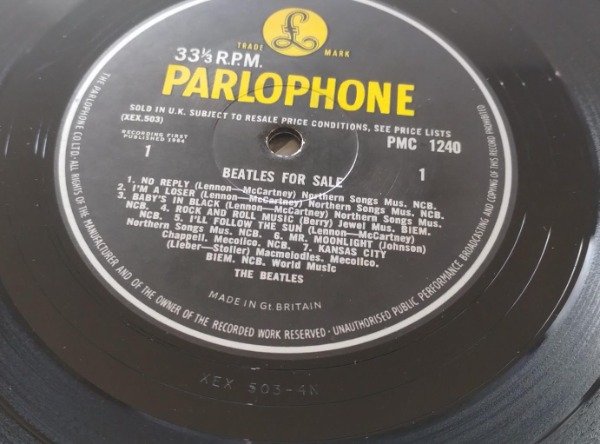 £
TRADE MARK
33⅓ R.P.M.
PARLOPHONE
SOLD IN U.K. SUBJECT TO RESALE PRICE CONDITIONS, SEE PRICE LISTS
(XEX.503)
PMC 1240
RECORDING FIRST
PUBLISHED 1964
1
1
BEATLES FOR SALE
1. NO REPLY (Lennon—McCartney) Northern Songs Mus. NCB.
2. I'M A LOSER (Lennon—McCartney) Northern Songs Mus. NCB.
3. BABY'S IN BLACK (Lennon—McCartney) Northern Songs Mus.
NCB. 4. ROCK AND ROLL MUSIC (Berry) Jewel Mus. BIEM.
NCB. 5. I'LL FOLLOW THE SUN (Lennon—McCartney)
Northern Songs Mus. NCB. 6. MR. MOONLIGHT (Johnson)
Chappell. Mecolico. NCB. 7. KANSAS CITY
(Lieber—Stoller) Macmelodies. Mecolico.
BIEM. NCB. World Music
THE BEATLES
MADE IN Gt. BRITAIN
THE PARLOPHONE CO LTD · ALL RIGHTS OF THE MANUFACTURER AND OF THE OWNER OF THE RECORDED WORK RESERVED · UNAUTHORISED PUBLIC PERFORMANCE BROADCASTING AND COPYING OF THIS RECORD PROHIBITED
XEX 503-4N